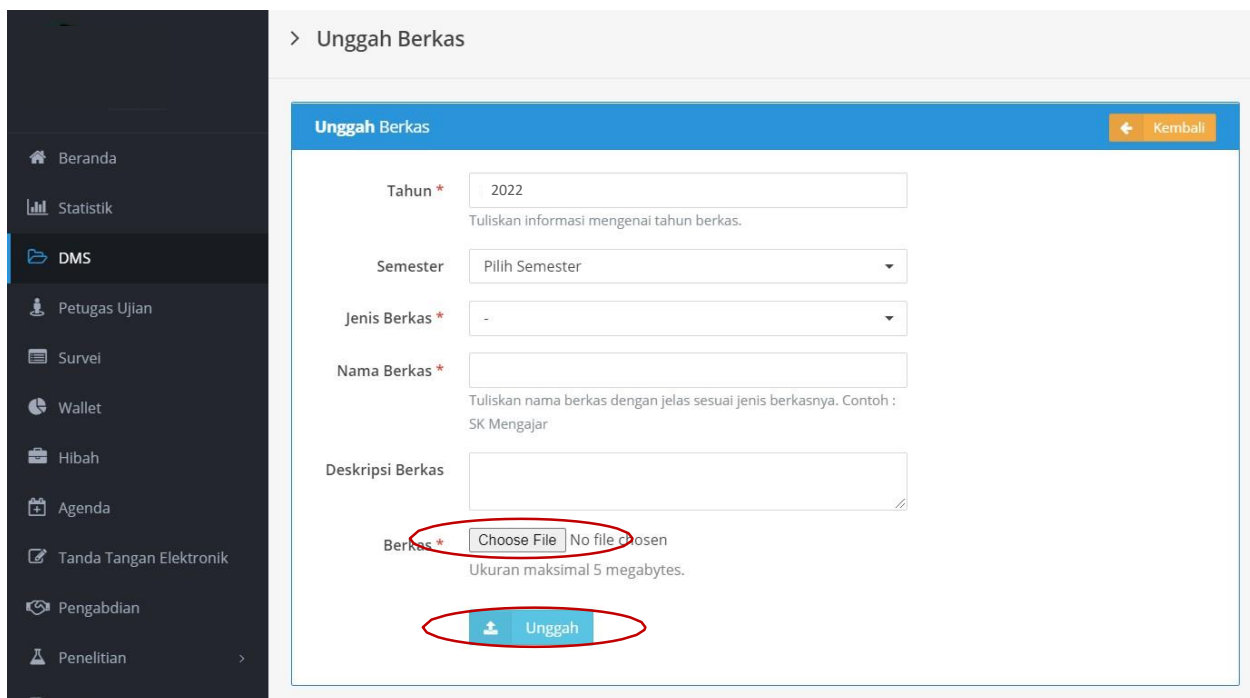 > Unggah Berkas
Unggah Berkas
Kembali
Beranda
Statistik
DMS
Petugas Ujian
Survei
Wallet
Hibah
Agenda
Tanda Tangan Elektronik
Pengabdian
Penelitian >
Tahun * 2022
Tuliskan informasi mengenai tahun berkas.
Semester Pilih Semester
Jenis Berkas * -
Nama Berkas *
Tuliskan nama berkas dengan jelas sesuai jenis berkasnya. Contoh :
SK Mengajar
Deskripsi Berkas
Berkas * Choose File No file chosen
Ukuran maksimal 5 megabytes.
Unggah